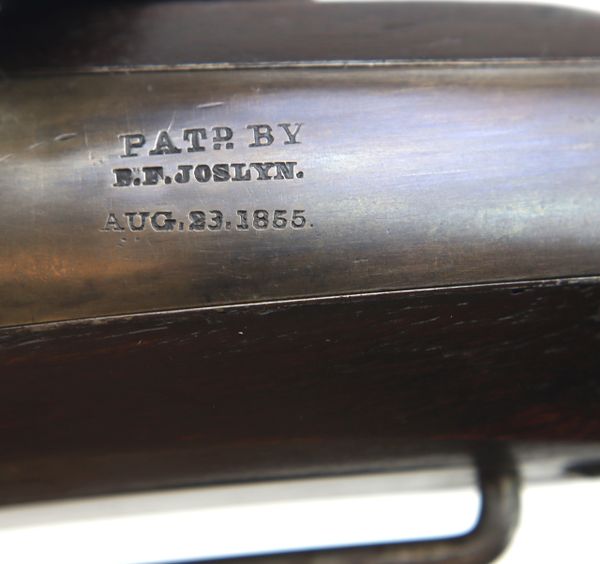 PATᴰ. BY
B.F. JOSLYN.
AUG. 23. 1855.